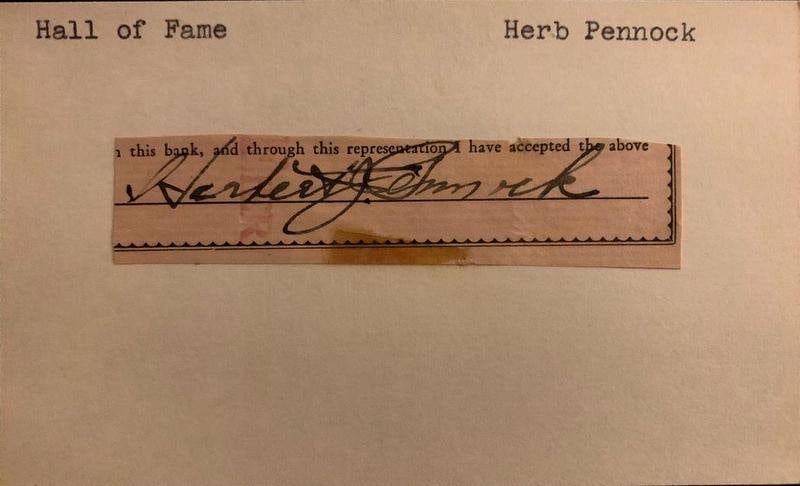 Hall of Fame Herb Pennock
this bank, and through this representation I have accepted the above
Herbert J. Pennock